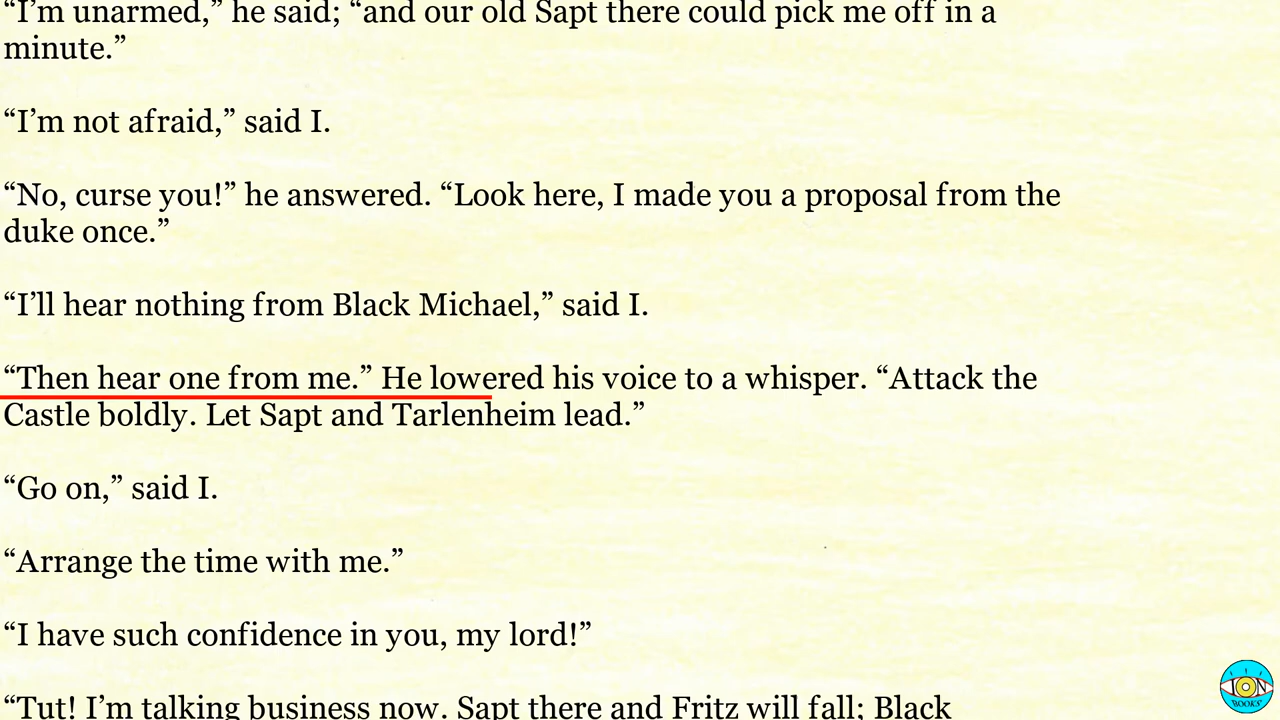 “I’m unarmed,” he said; “and our old Sapt there could pick me off in a
minute.”
“I’m not afraid,” said I.
“No, curse you!” he answered. “Look here, I made you a proposal from the
duke once.”
“I’ll hear nothing from Black Michael,” said I.
“Then hear one from me.” He lowered his voice to a whisper. “Attack the
Castle boldly. Let Sapt and Tarlenheim lead.”
“Go on,” said I.
“Arrange the time with me.”
“I have such confidence in you, my lord!”
“Tut! I’m talking business now. Sapt there and Fritz will fall; Black
ION
BOOKS